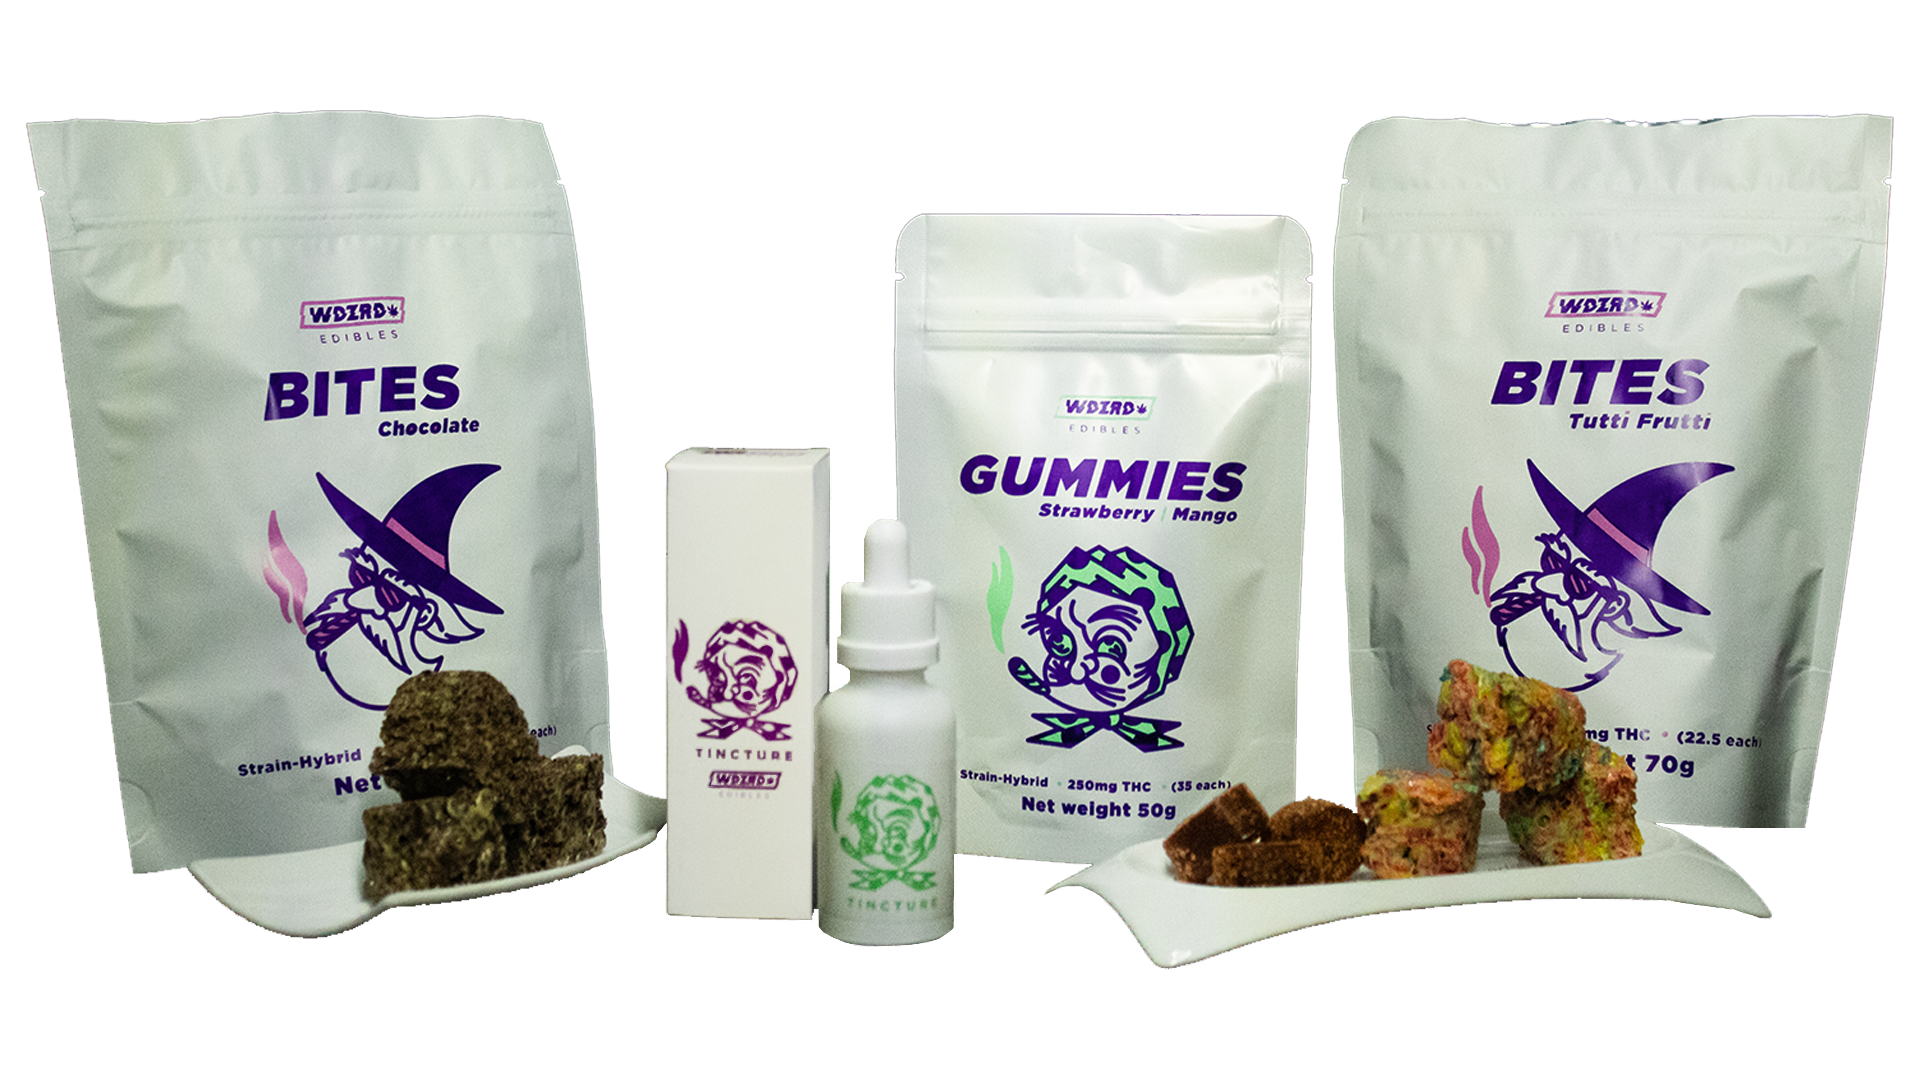 WDZRD
EDIBLES
BITES
Chocolate
Strain-Hybrid
each)
Net
TINCTURE
WDZRD
EDIBLES
TINCTURE
WDZRD
EDIBLES
GUMMIES
Strawberry | Mango
Strain-Hybrid • 250mg THC • (35 each)
Net weight 50g
WDZRD
EDIBLES
BITES
Tutti Frutti
mg THC • (22.5 each)
70g